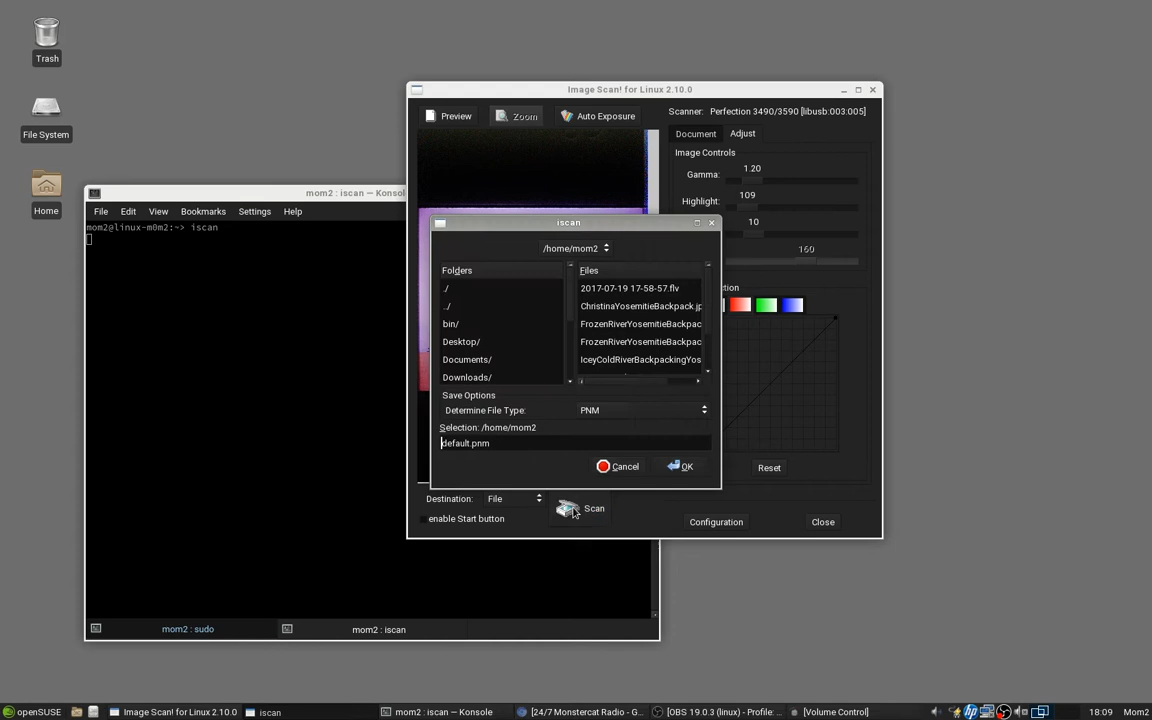 Trash
File System
Home
mom2 : iscan — Konsol
File Edit View Bookmarks Settings Help
mom2@linux-m0m2:~> iscan
mom2 : sudo
mom2 : iscan
Image Scan! for Linux 2.10.0
Preview Zoom Auto Exposure
Scanner: Perfection 3490/3590 [libusb:003:005]
Document Adjust
Image Controls
1.20
Gamma:
109
Highlight:
10
160
ction
Reset
iscan
/home/mom2
Folders
./
../
bin/
Desktop/
Documents/
Downloads/
Files
2017-07-19 17-58-57.flv
ChristinaYosemitieBackpack.jp
FrozenRiverYosemitieBackpac
FrozenRiverYosemitieBackpac
IceyColdRiverBackpackingYos
Save Options
Determine File Type: PNM
Selection: /home/mom2
default.pnm
Cancel OK
Destination: File
Scan
enable Start button
Configuration
Close
openSUSE
Image Scan! for Linux 2.10.0
iscan
mom2 : iscan — Konsole
[24/7 Monstercat Radio - G...
[OBS 19.0.3 (linux) - Profile: ...
[Volume Control]
18:09 Mom2